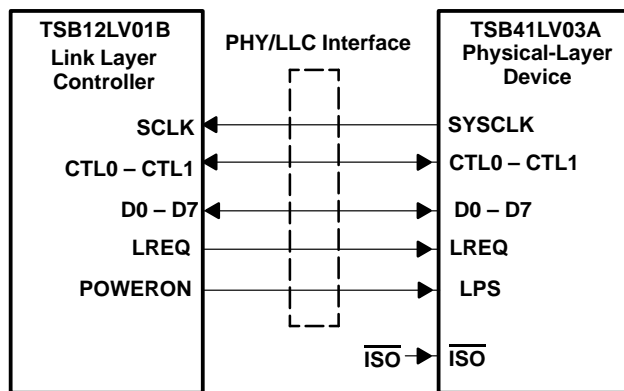 TSB12LV01B
Link Layer
Controller
PHY/LLC Interface
TSB41LV03A
Physical-Layer
Device
SCLK
SYSCLK
CTL0 – CTL1
CTL0 – CTL1
D0 – D7
D0 – D7
LREQ
LREQ
POWERON
LPS
ISO
ISO